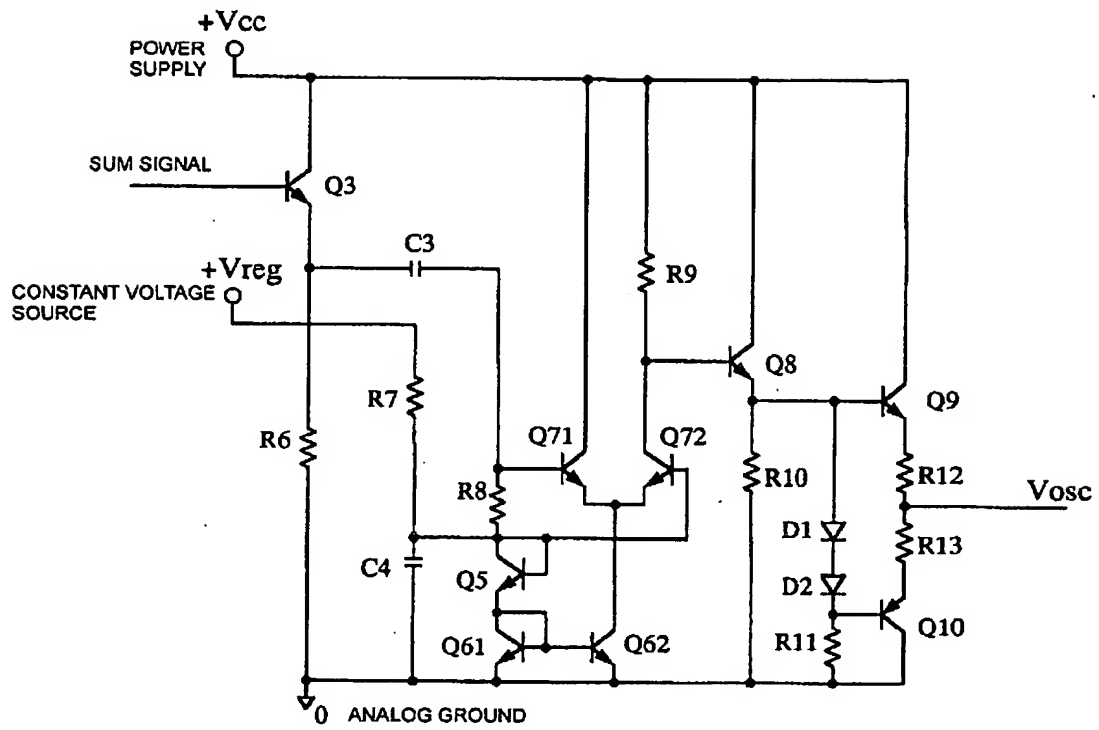 +Vcc
POWER
SUPPLY
SUM SIGNAL
Q3
C3
+Vreg
CONSTANT VOLTAGE
SOURCE
R9
Q8
R7
Q9
R6
Q71
Q72
R10
R12
R8
Vosc
D1
R13
C4
Q5
D2
Q61
Q62
R11
Q10
0 ANALOG GROUND